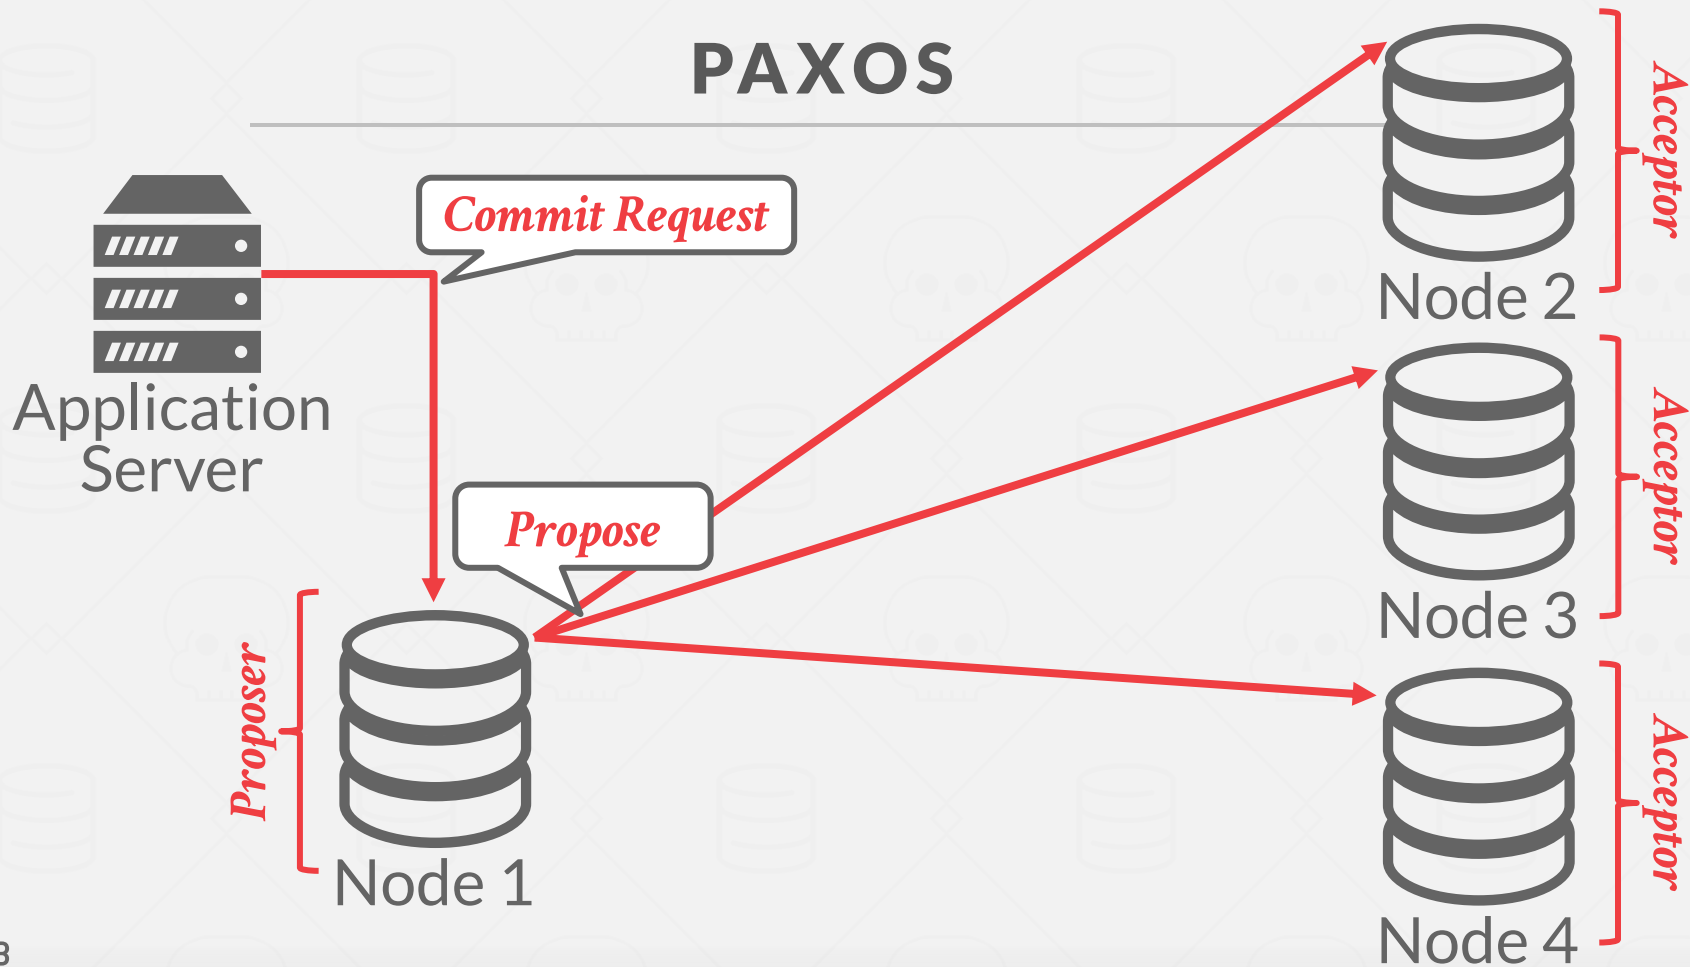 PAXOS
Commit Request
Application
Server
Propose
Proposer
Node 1
Acceptor
Node 2
Acceptor
Node 3
Acceptor
Node 4